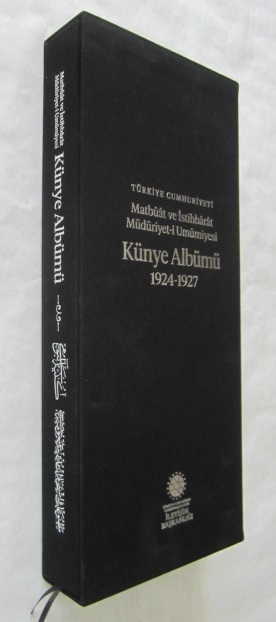 Matbûât ve İstihbârât
Müdüriyet-i Umûmiyesi
Künye Albümü
TÜRKİYE CUMHURİYETİ
Matbûât ve İstihbârât
Müdüriyet-i Umûmiyesi
Künye Albümü
1924-1927
İLETİŞİM
BAŞKANLIĞI